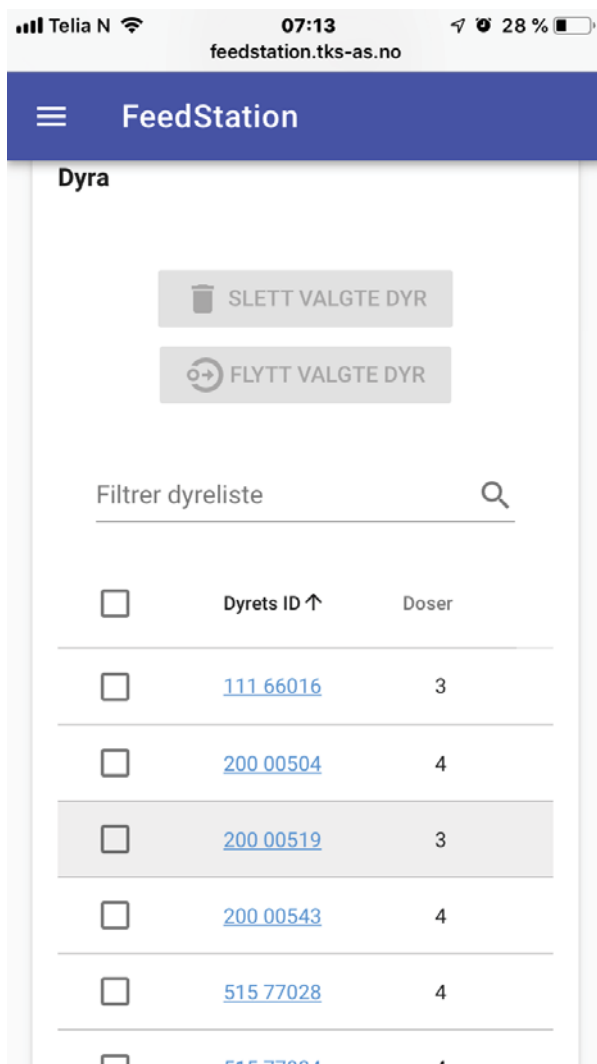 Telia N 07:13 28 %
feedstation.tks-as.no
FeedStation
Dyra
SLETT VALGTE DYR
FLYTT VALGTE DYR
Filtrer dyreliste
Dyrets ID Doser
111 66016 3
200 00504 4
200 00519 3
200 00543 4
515 77028 4